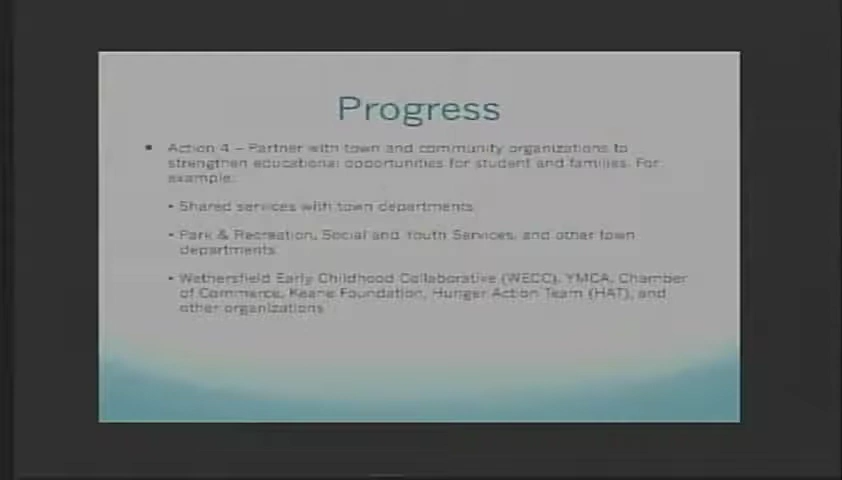 Progress
• Action 4 – Partner with town and community organizations to
strengthen educational opportunities for student and families. For
example:
• Shared services with town departments
• Park & Recreation, Social and Youth Services, and other town
departments
• Wethersfield Early Childhood Collaborative (WECC), YMCA, Chamber
of Commerce, Keane Foundation, Hunger Action Team (HAT), and
other organizations